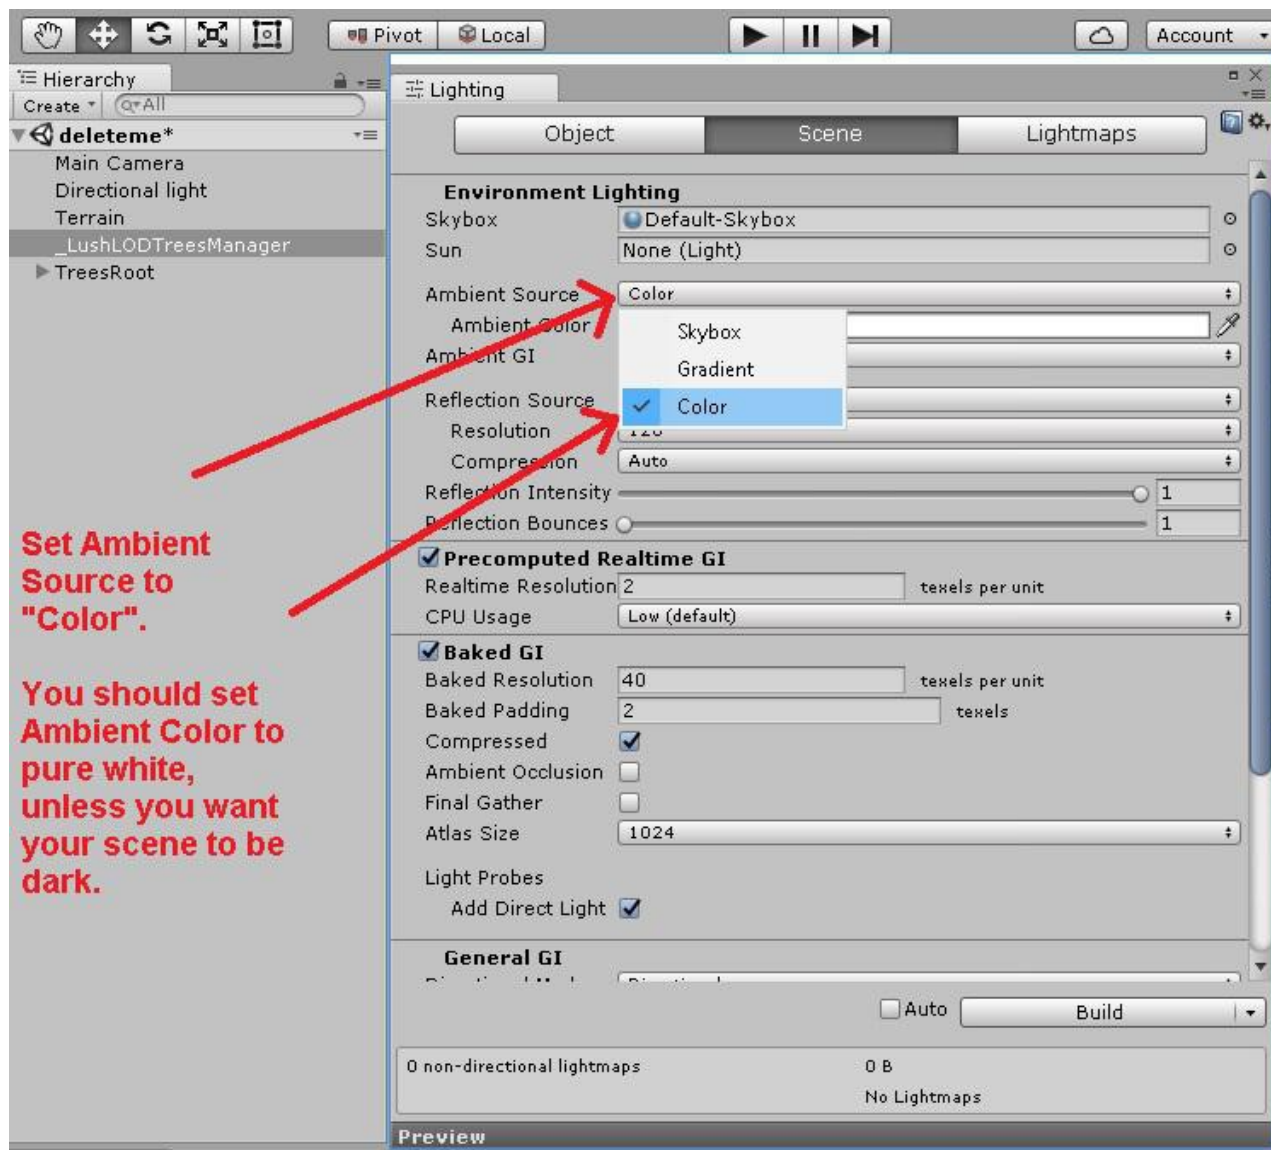 Pivot Local Account
Hierarchy
Create All
deleteme*
Main Camera
Directional light
Terrain
_LushLODTreesManager
TreesRoot
Set Ambient
Source to
"Color".
You should set
Ambient Color to
pure white,
unless you want
your scene to be
dark.
Lighting
Object Scene Lightmaps
Environment Lighting
Skybox Default-Skybox
Sun None (Light)
Ambient Source Color
Ambient Color
Skybox
Ambient GI
Gradient
Reflection Source
Color
Resolution
Compression Auto
Reflection Intensity 1
Reflection Bounces 1
Precomputed Realtime GI
Realtime Resolution 2 texels per unit
CPU Usage Low (default)
Baked GI
Baked Resolution 40 texels per unit
Baked Padding 2 texels
Compressed
Ambient Occlusion
Final Gather
Atlas Size 1024
Light Probes
Add Direct Light
General GI
Auto Build
0 non-directional lightmaps 0 B
No Lightmaps
Preview